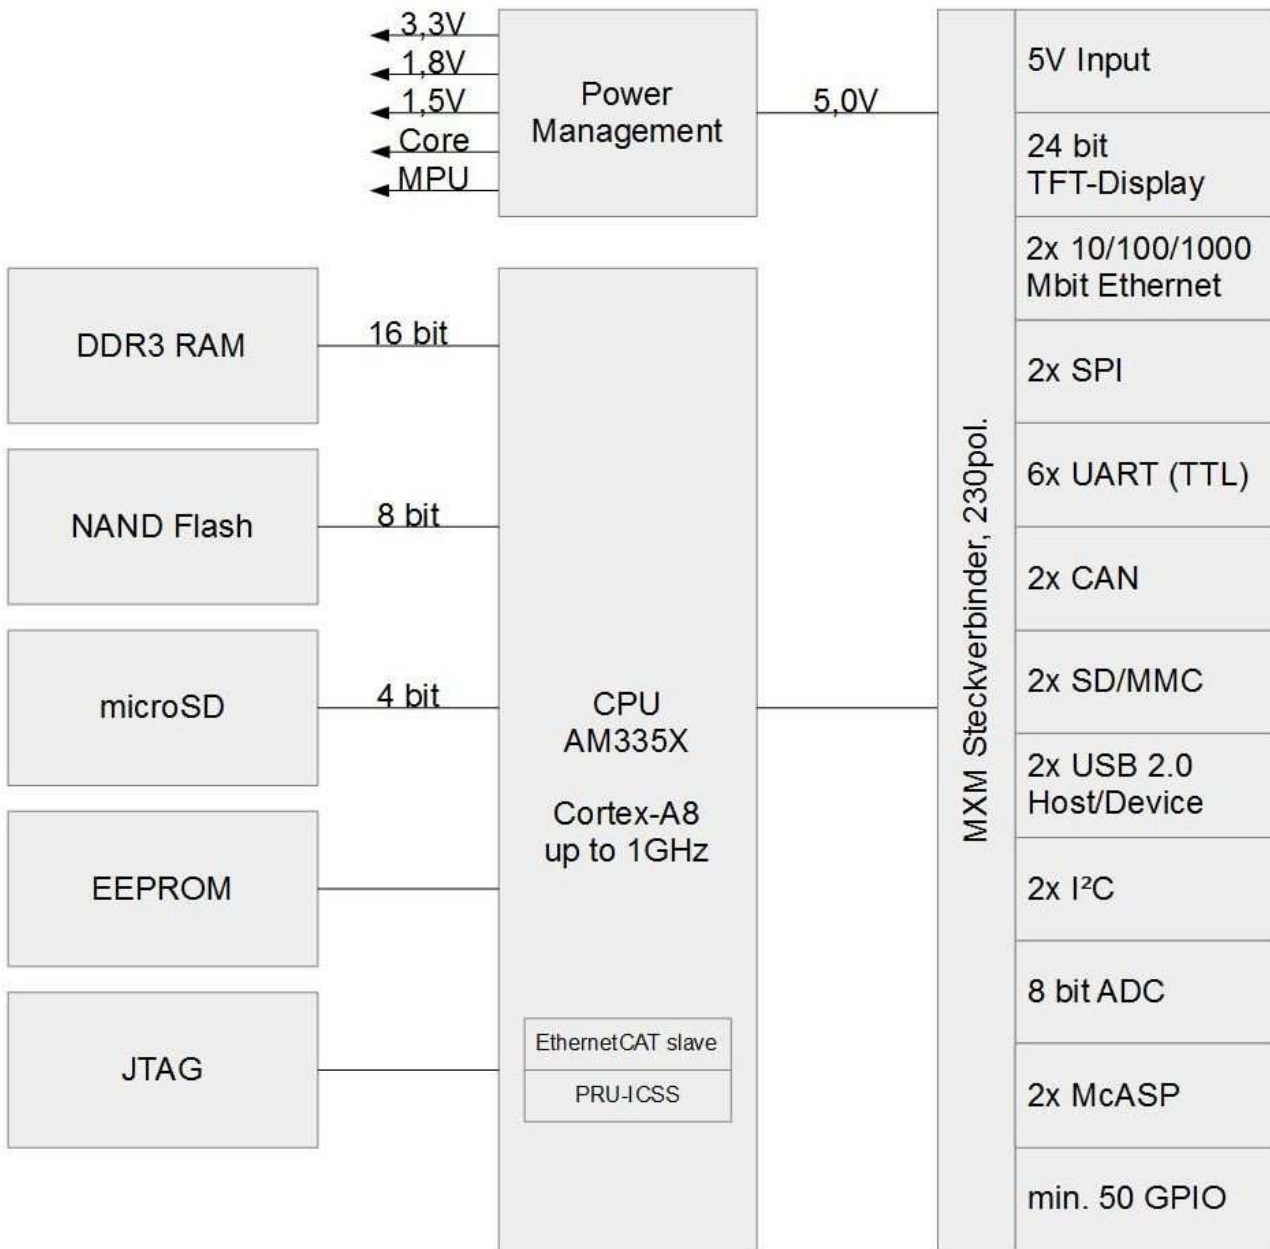 3,3V
1,8V
1,5V
Core
MPU
Power
Management
5,0V
DDR3 RAM
16 bit
NAND Flash
8 bit
microSD
4 bit
EEPROM
JTAG
CPU
AM335X
Cortex-A8
up to 1GHz
EthernetCAT slave
PRU-ICSS
MXM Steckverbinder, 230pol.
5V Input
24 bit
TFT-Display
2x 10/100/1000
Mbit Ethernet
2x SPI
6x UART (TTL)
2x CAN
2x SD/MMC
2x USB 2.0
Host/Device
2x I²C
8 bit ADC
2x McASP
min. 50 GPIO